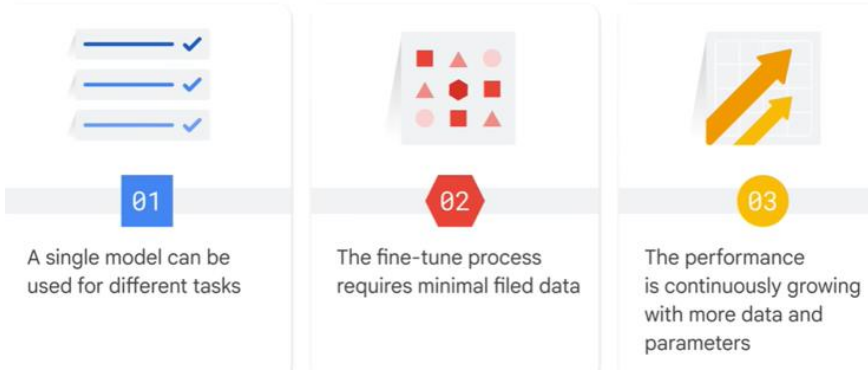 01
A single model can be
used for different tasks
02
The fine-tune process
requires minimal filed data
03
The performance
is continuously growing
with more data and
parameters